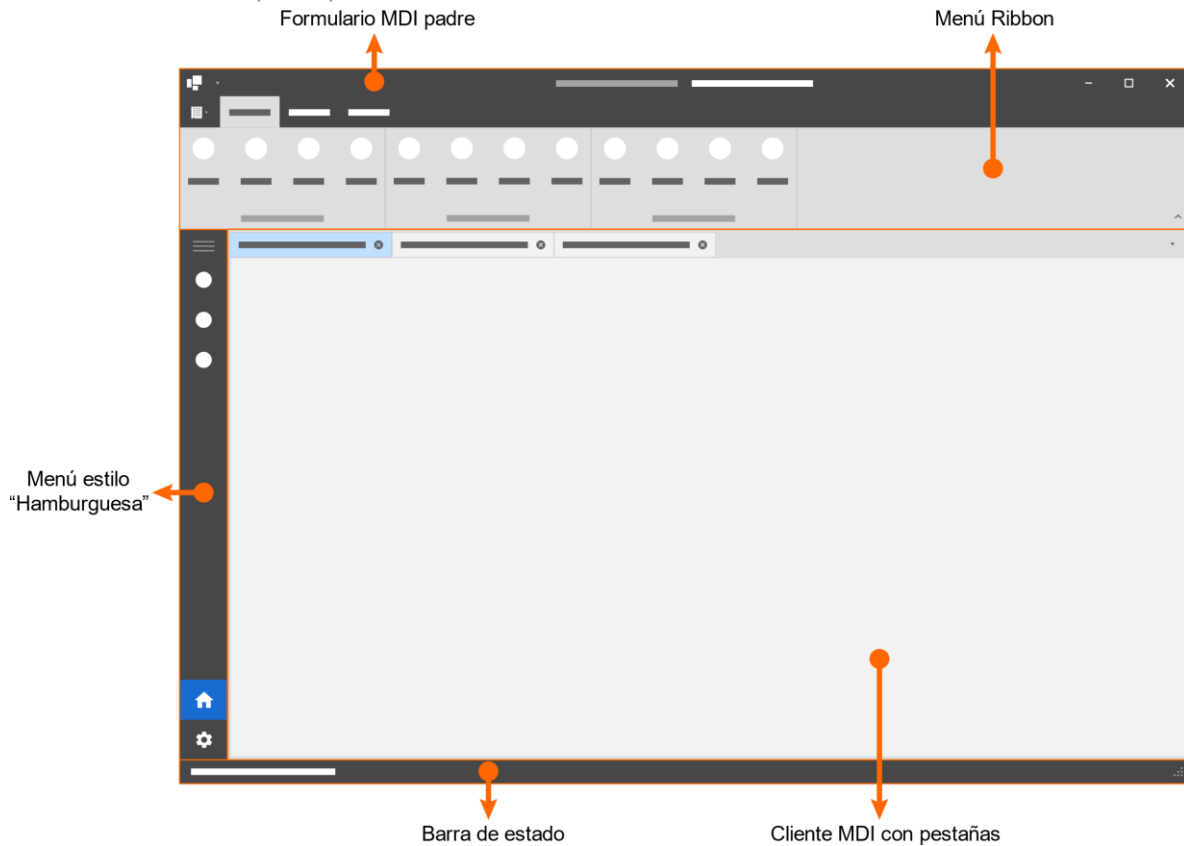 Formulario MDI padre
Menú Ribbon
Menú estilo
“Hamburguesa”
Barra de estado
Cliente MDI con pestañas